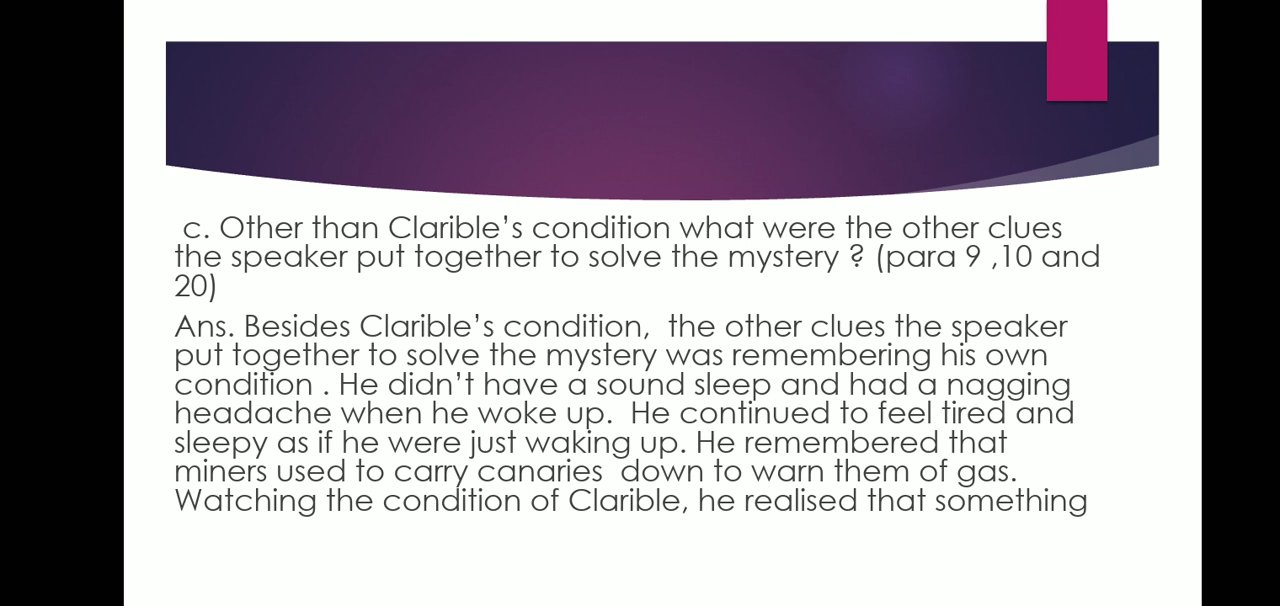 c. Other than Clarible’s condition what were the other clues
the speaker put together to solve the mystery ? (para 9 ,10 and
20)
Ans. Besides Clarible’s condition,  the other clues the speaker
put together to solve the mystery was remembering his own
condition . He didn’t have a sound sleep and had a nagging
headache when he woke up.  He continued to feel tired and
sleepy as if he were just waking up. He remembered that
miners used to carry canaries  down to warn them of gas.
Watching the condition of Clarible, he realised that something